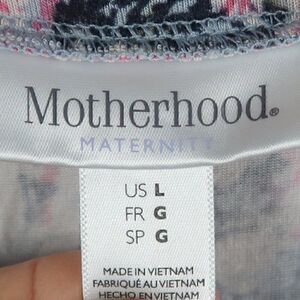 Motherhood®
MATERNITY
US L
FR G
SP G
MADE IN VIETNAM
FABRIQUÉ AU VIETNAM
HECHO EN VIETNAM